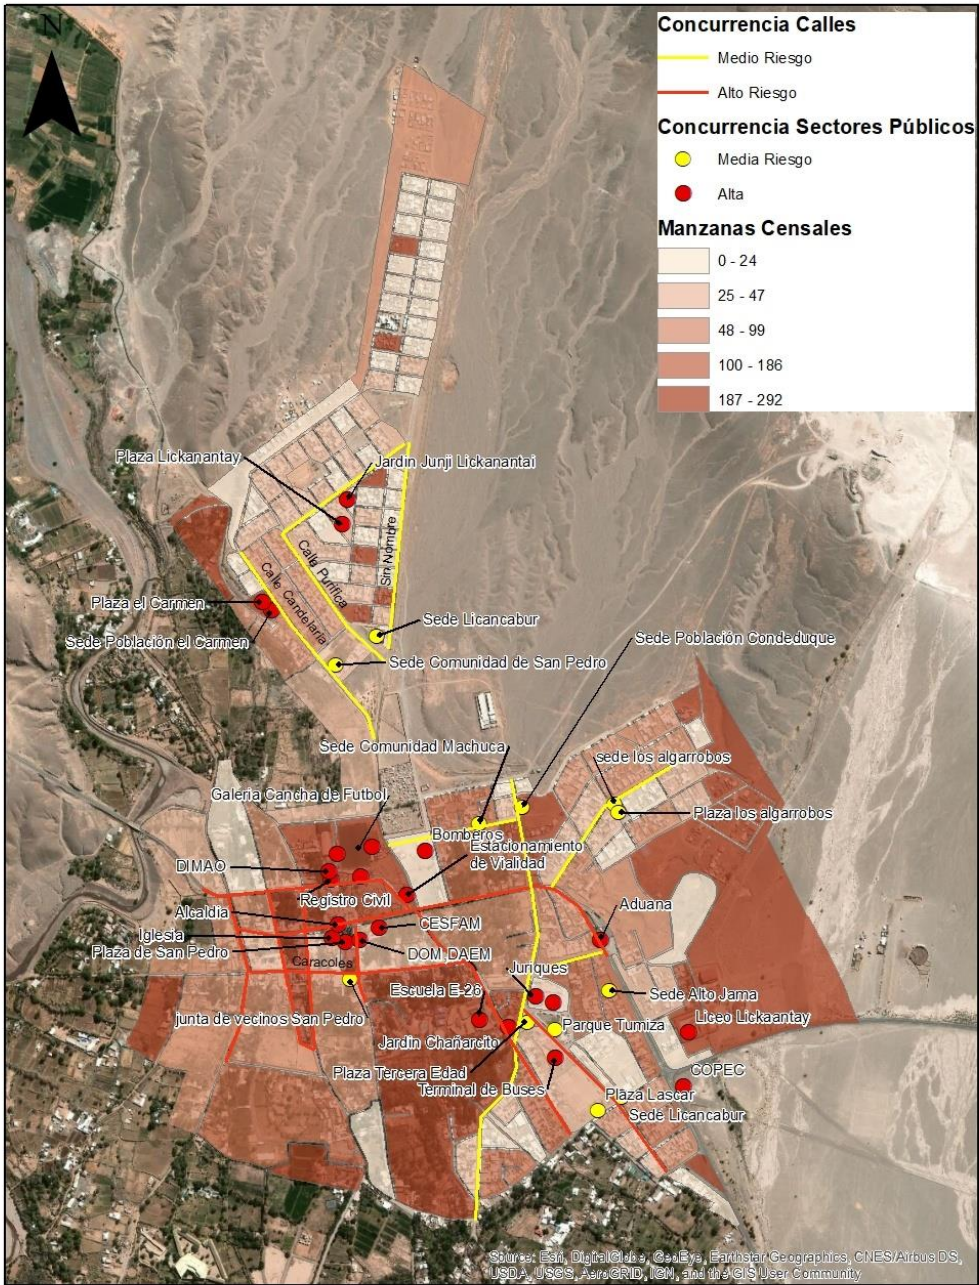 N
Concurrencia Calles
Medio Riesgo
Alto Riesgo
Concurrencia Sectores Públicos
Media Riesgo
Alta
Manzanas Censales
0 - 24
25 - 47
48 - 99
100 - 186
187 - 292
Plaza Lickanantay
Jardin Junji Lickanantai
Sin Nombre
Calle Purifica
Calle Candelaria
Plaza el Carmen
Sede Población el Carmen
Sede Licancabur
Sede Comunidad de San Pedro
Sede Población Condeduque
Sede Comunidad Machuca
sede los algarrobos
Galeria Cancha de Futbol
Plaza los algarrobos
Bomberos
Estacionamiento
de Vialidad
DIMAO
Registro Civil
Alcaldia
CESFAM
Aduana
Iglesia
Plaza de San Pedro
DOM DAEM
Caracoles
Juriques
Escuela E-26
Sede Alto Jama
junta de vecinos San Pedro
Parque Tumiza
Liceo Lickaantay
Jardin Chañarcito
Plaza Tercera Edad
Terminal de Buses
COPEC
Plaza Lascar
Sede Licancabur
Source: Esri, DigitalGlobe, GeoEye, Earthstar Geographics, CNES/Airbus DS,
USDA, USGS, AeroGRID, IGN, and the GIS User Community